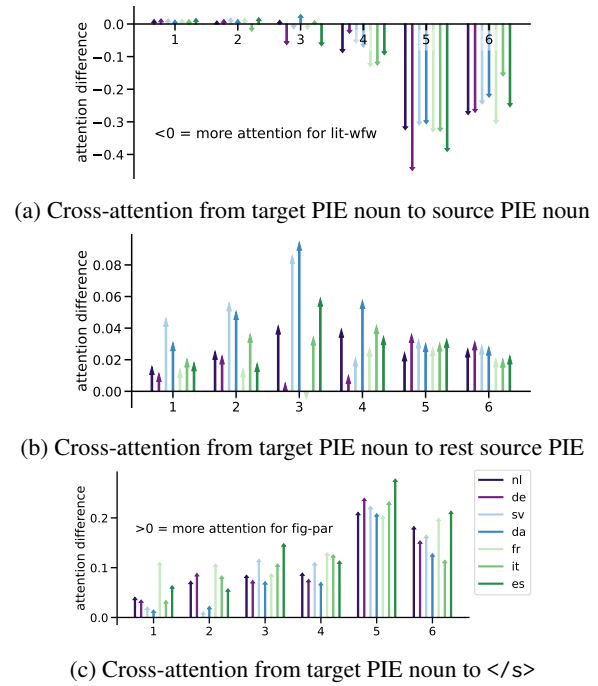 0.0
−0.1
−0.2
−0.3
−0.4
attention difference
1 2 3 4 5 6
<0 = more attention for lit-wfw
(a) Cross-attention from target PIE noun to source PIE noun
0.08
0.06
0.04
0.02
0.00
attention difference
1 2 3 4 5 6
(b) Cross-attention from target PIE noun to rest source PIE
0.2
0.1
0.0
attention difference
>0 = more attention for fig-par
1 2 3 4 5 6
nl
de
sv
da
fr
it
es
(c) Cross-attention from target PIE noun to </s>